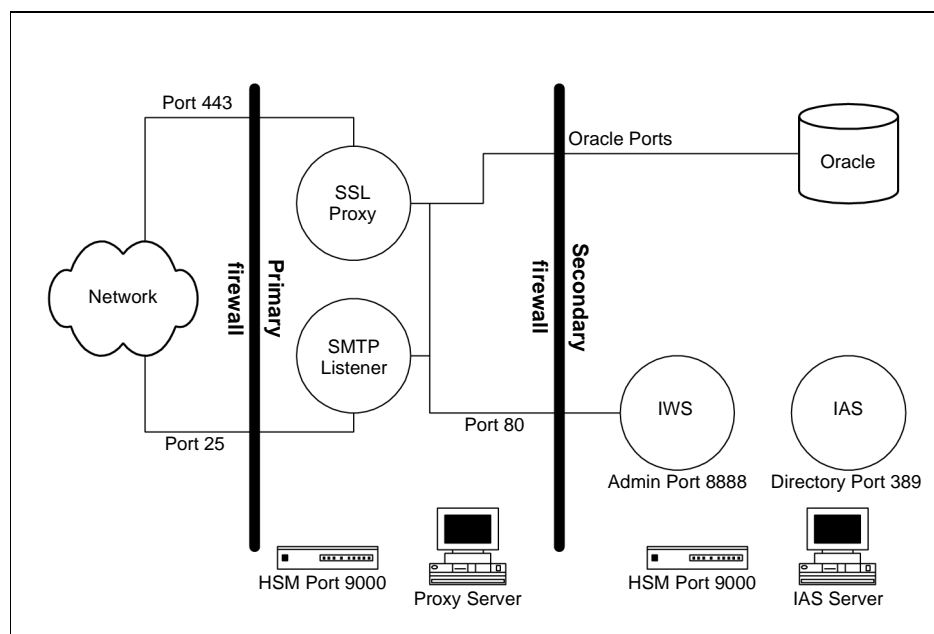 Port 443
Oracle Ports
Oracle
SSL
Proxy
Primary
firewall
Secondary
firewall
Network
SMTP
Listener
IWS
IAS
Port 25
Port 80
Admin Port 8888
Directory Port 389
HSM Port 9000
Proxy Server
HSM Port 9000
IAS Server